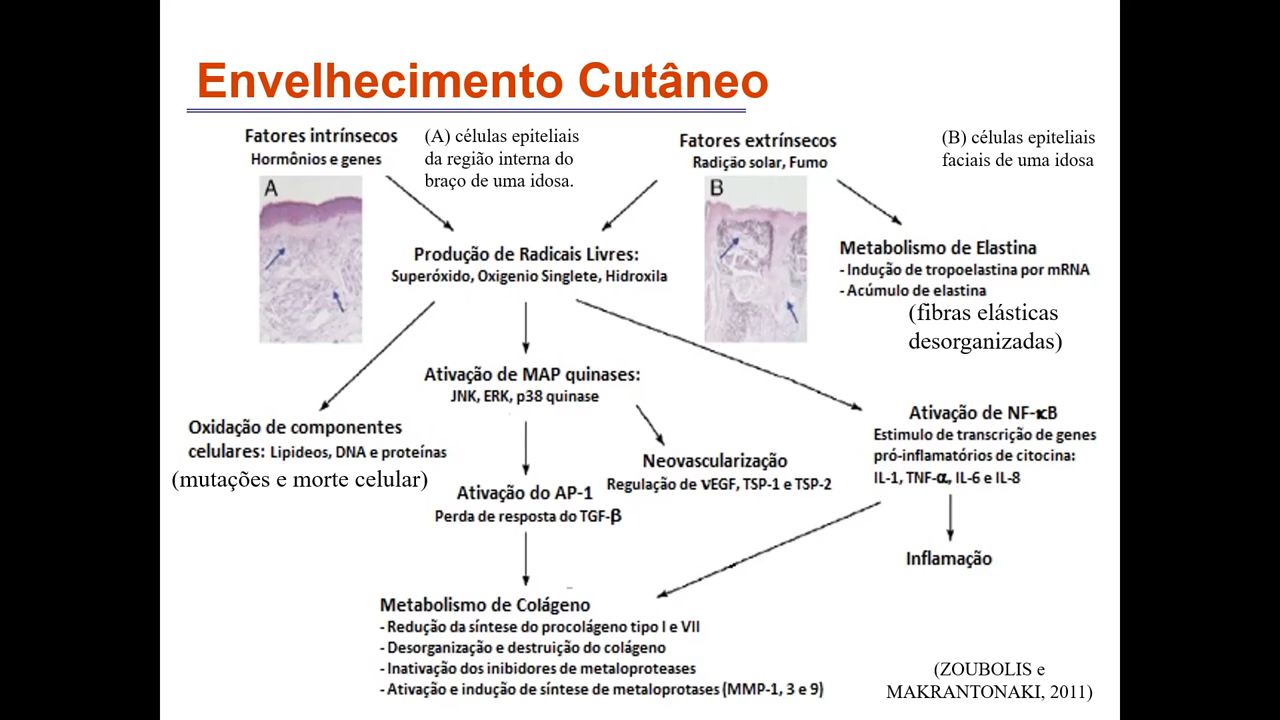 Envelhecimento Cutâneo
Fatores intrínsecos
Hormônios e genes
(A) células epiteliais
da região interna do
braço de uma idosa.
Fatores extrínsecos
Radição solar, Fumo
(B) células epiteliais
faciais de uma idosa
A
B
Produção de Radicais Livres:
Superóxido, Oxigenio Singlete, Hidroxila
Metabolismo de Elastina
- Indução de tropoelastina por mRNA
- Acúmulo de elastina
(fibras elásticas
desorganizadas)
Ativação de MAP quinases:
JNK, ERK, p38 quinase
Oxidação de componentes
celulares: Lipideos, DNA e proteínas
(mutações e morte celular)
Neovascularização
Regulação de vEGF, TSP-1 e TSP-2
Ativação de NF-κB
Estimulo de transcrição de genes
pró-inflamatórios de citocina:
IL-1, TNF-α, IL-6 e IL-8
Ativação do AP-1
Perda de resposta do TGF-β
Inflamação
Metabolismo de Colágeno
- Redução da síntese do procolágeno tipo I e VII
- Desorganização e destruição do colágeno
- Inativação dos inibidores de metaloproteases
- Ativação e indução de síntese de metaloprotases (MMP-1, 3 e 9)
(ZOUBOLIS e
MAKRANTONAKI, 2011)